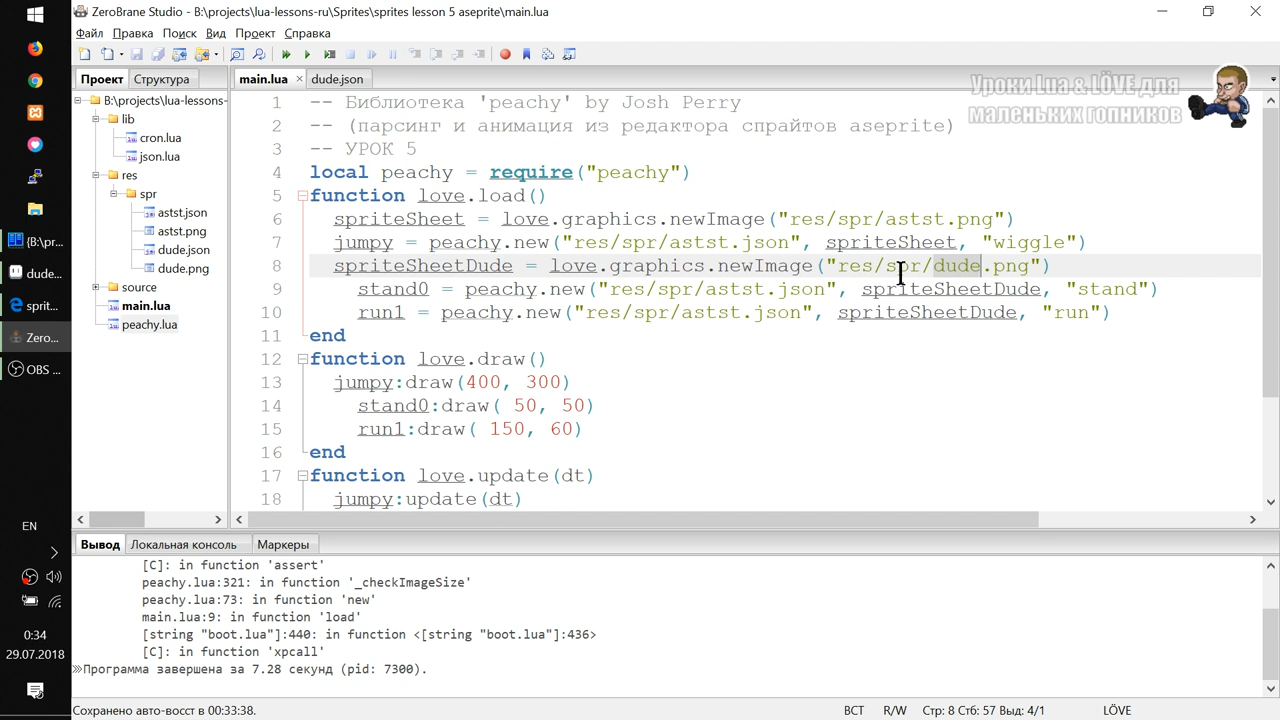 ZeroBrane Studio - B:\projects\lua-lessons-ru\Sprites\sprites lesson 5 aseprite\main.lua
Файл Правка Поиск Вид Проект Справка
Проект Структура
main.lua
dude.json
Уроки Lua & LÖVE для
маленьких гопников
B:\projects\lua-lessons-
lib
cron.lua
json.lua
res
spr
astst.json
astst.png
dude.json
dude.png
source
main.lua
peachy.lua
1 -- Библиотека 'peachy' by Josh Perry
2 -- (парсинг и анимация из редактора спрайтов aseprite)
3 -- УРОК 5
4 local peachy = require("peachy")
5 function love.load()
6 spriteSheet = love.graphics.newImage("res/spr/astst.png")
7 jumpy = peachy.new("res/spr/astst.json", spriteSheet, "wiggle")
8 spriteSheetDude = love.graphics.newImage("res/spr/dude.png")
9 stand0 = peachy.new("res/spr/astst.json", spriteSheetDude, "stand")
10 run1 = peachy.new("res/spr/astst.json", spriteSheetDude, "run")
11 end
12 function love.draw()
13 jumpy:draw(400, 300)
14 stand0:draw( 50, 50)
15 run1:draw( 150, 60)
16 end
17 function love.update(dt)
18 jumpy:update(dt)
{B:\pr...
dude...
sprit...
Zero...
OBS ...
EN
0:34
29.07.2018
Вывод Локальная консоль Маркеры
[C]: in function 'assert'
peachy.lua:321: in function '_checkImageSize'
peachy.lua:73: in function 'new'
main.lua:9: in function 'load'
[string "boot.lua"]:440: in function <[string "boot.lua"]:436>
[C]: in function 'xpcall'
Программа завершена за 7.28 секунд (pid: 7300).
Сохранено авто-восст в 00:33:38.
ВСТ R/W Стр: 8 Стб: 57 Выд: 4/1 LÖVE